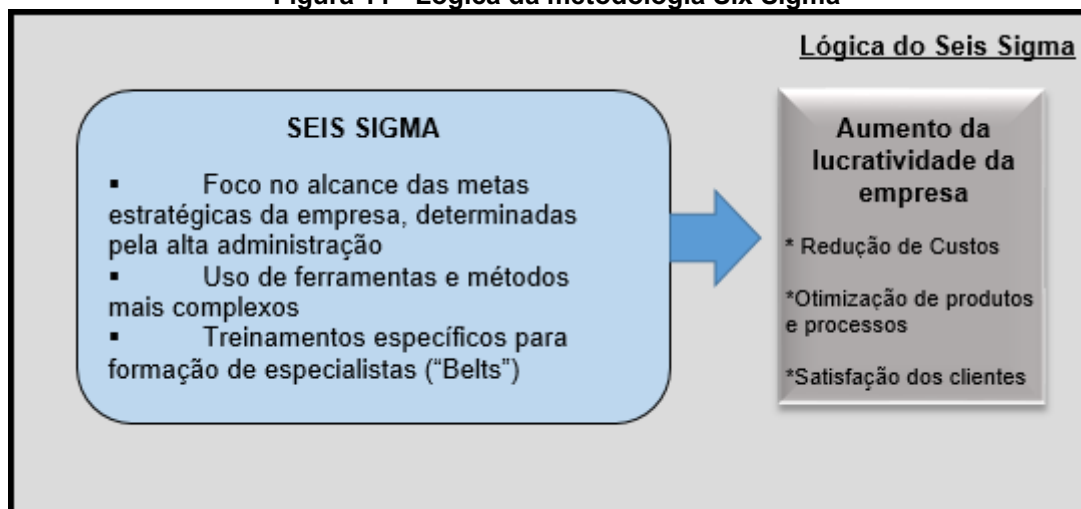 Figura 11 - Lógica da metodologia Six Sigma
Lógica do Seis Sigma
SEIS SIGMA
▪ Foco no alcance das metas
estratégicas da empresa, determinadas
pela alta administração
▪ Uso de ferramentas e métodos
mais complexos
▪ Treinamentos específicos para
formação de especialistas (“Belts”)
Aumento da
lucratividade da
empresa
* Redução de Custos
*Otimização de produtos
e processos
*Satisfação dos clientes